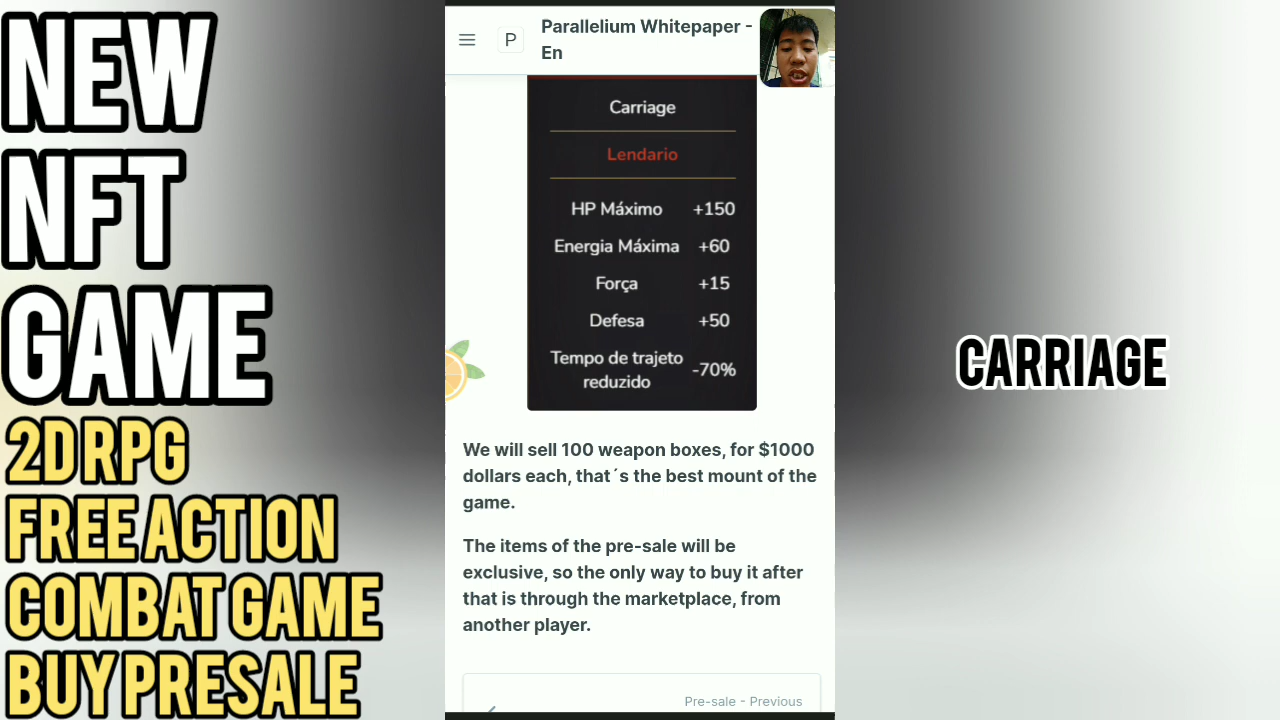 NEW
NFT
GAME
2D RPG
FREE ACTION
COMBAT GAME
BUY PRESALE
P
Parallelium Whitepaper -
En
Carriage
Lendario
HP Máximo +150
Energia Máxima +60
Força +15
Defesa +50
Tempo de trajeto
reduzido -70%
We will sell 100 weapon boxes, for $1000
dollars each, that´s the best mount of the
game.
The items of the pre-sale will be
exclusive, so the only way to buy it after
that is through the marketplace, from
another player.
Pre-sale - Previous
CARRIAGE